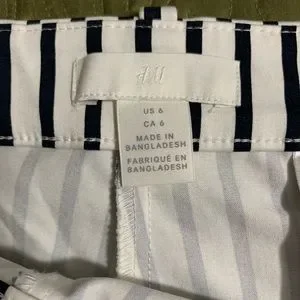 H&M
US 6
CA 6
MADE IN
BANGLADESH
FABRIQUÉ EN
BANGLADESH